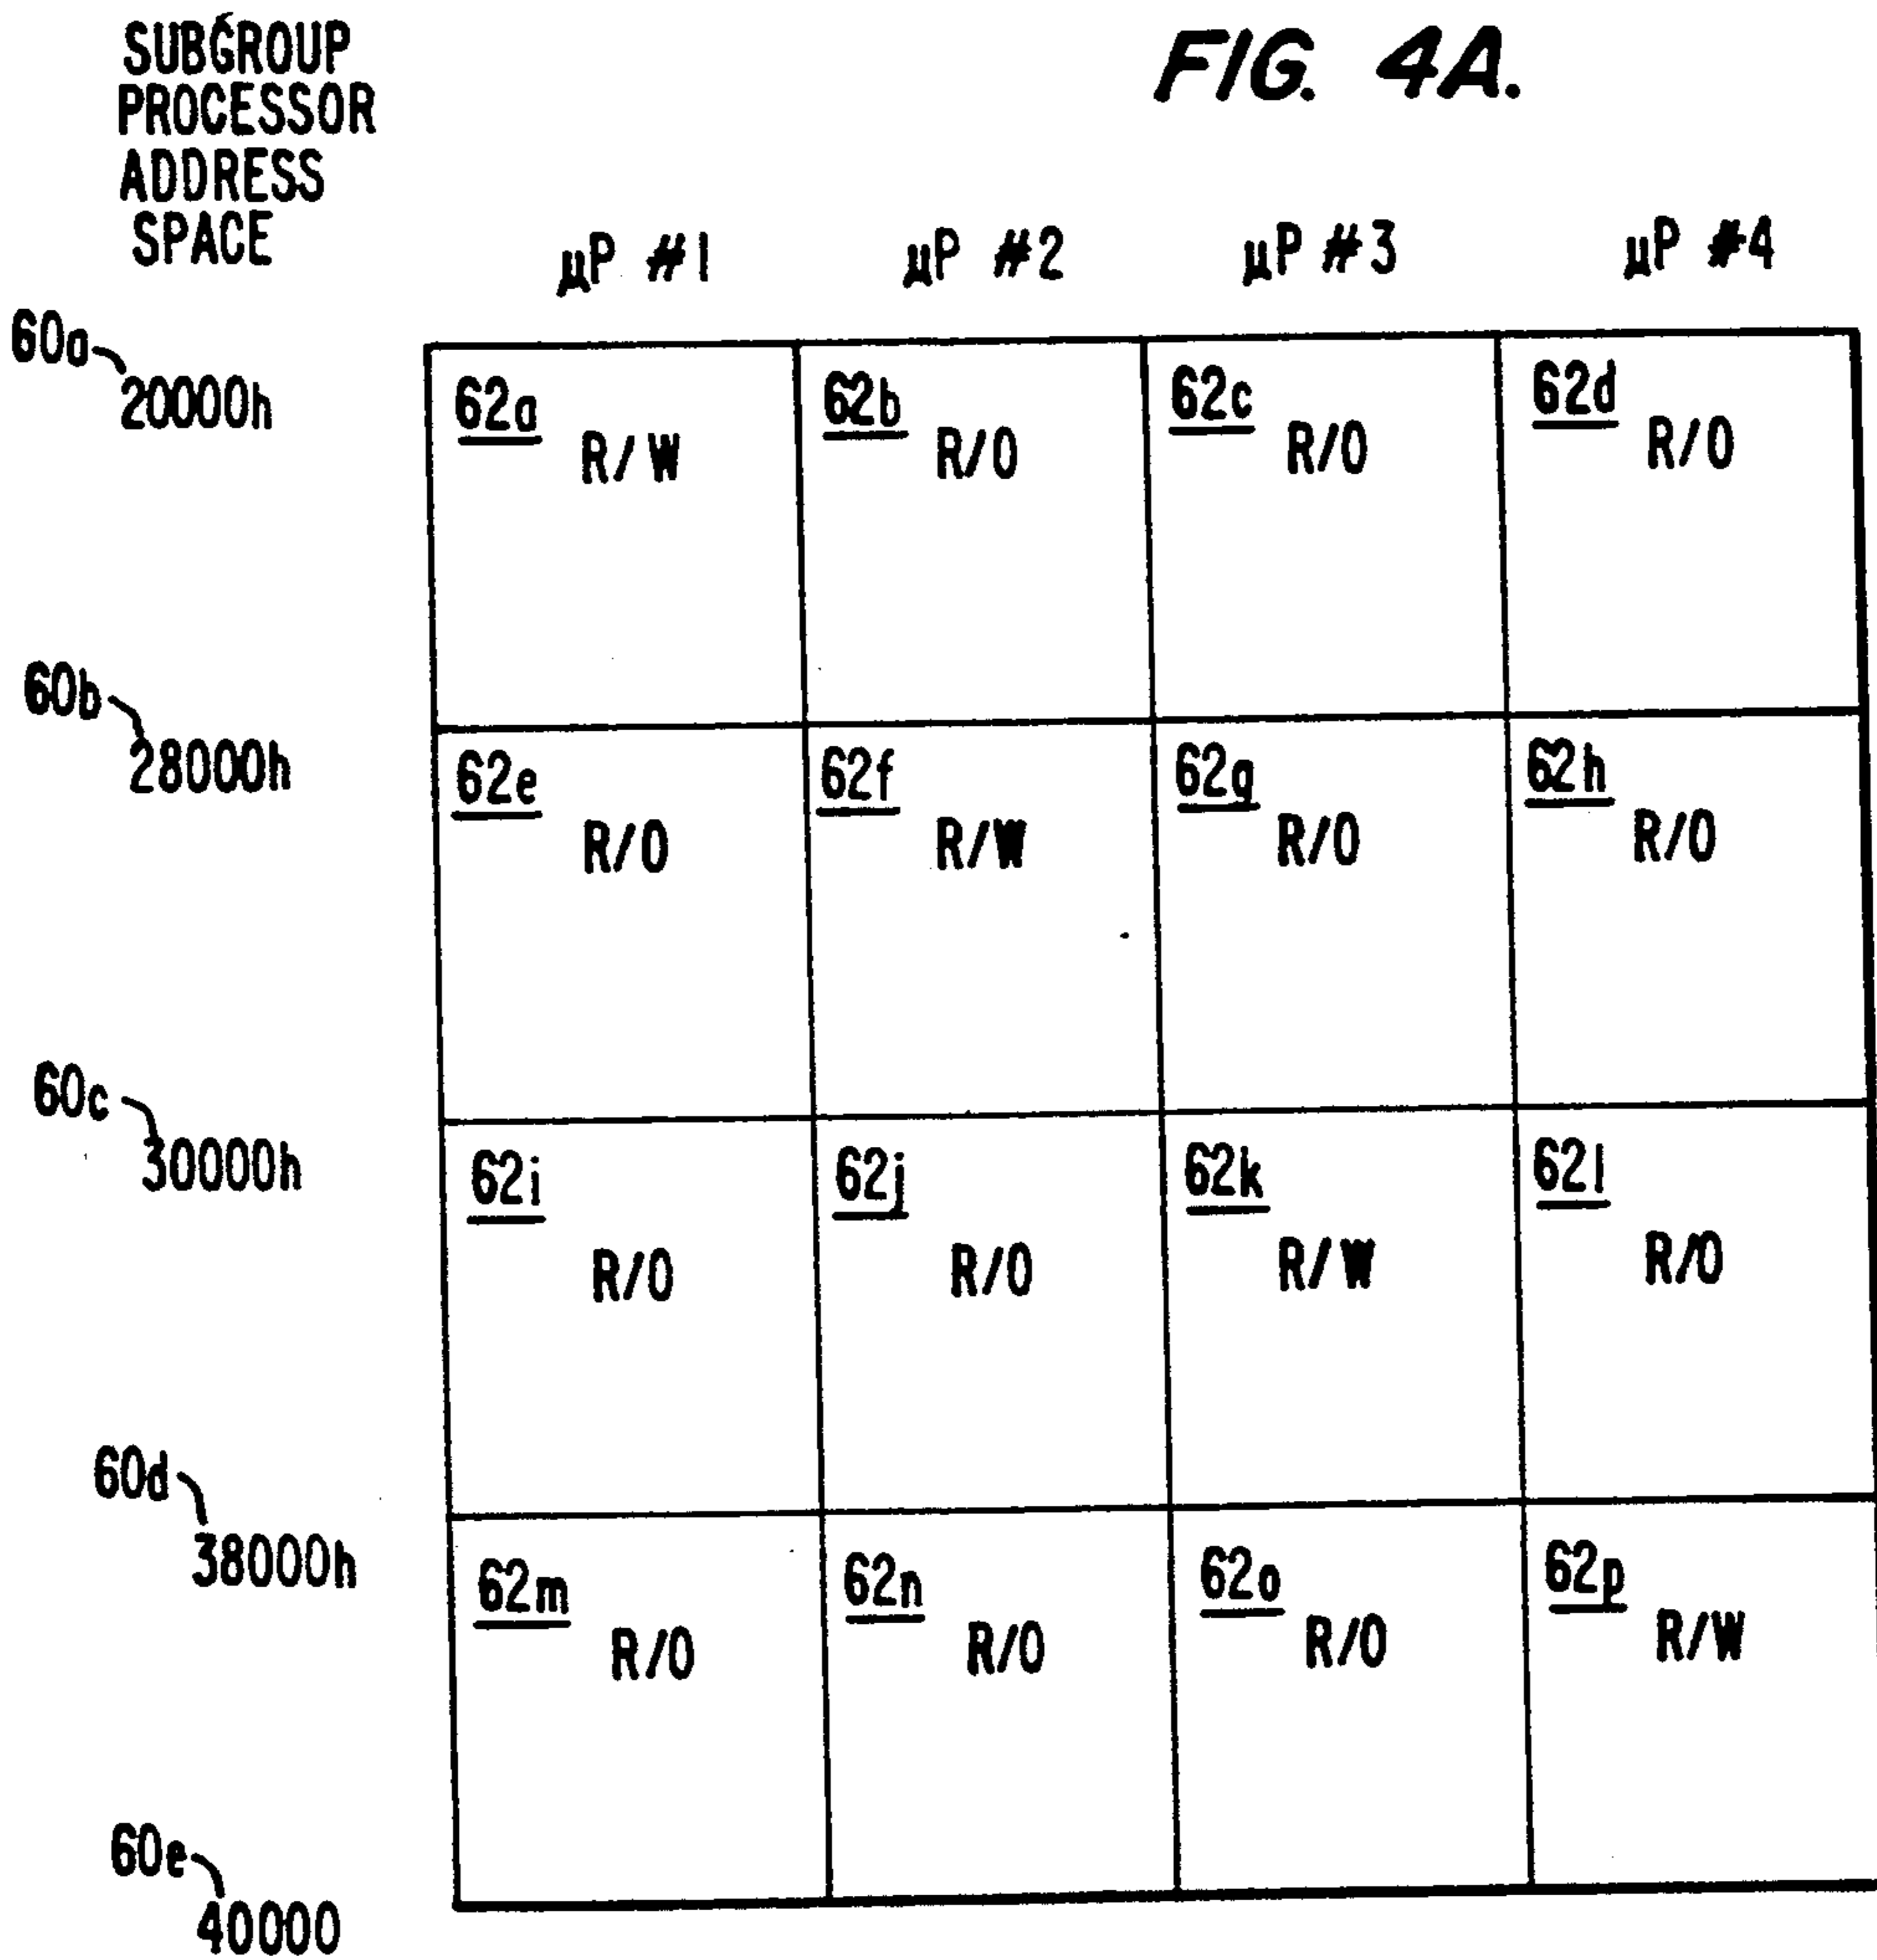 SUBGROUP
PROCESSOR
ADDRESS
SPACE
FIG. 4A.
µP #1 µP #2 µP #3 µP #4
60a
20000h
62a R/W 62b R/O 62c R/O 62d R/O
60b
28000h
62e R/O 62f R/W 62g R/O 62h R/O
60c
30000h
62i R/O 62j R/O 62k R/W 62l R/O
60d
38000h
62m R/O 62n R/O 62o R/O 62p R/W
60e
40000